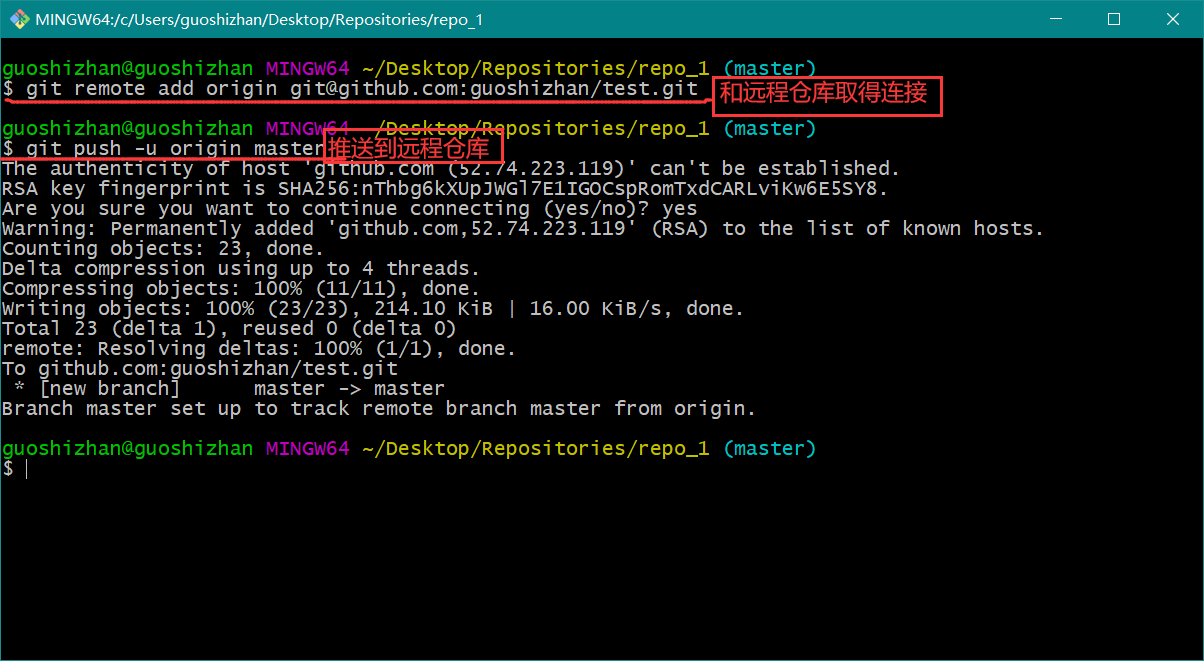 MINGW64:/c/Users/guoshizhan/Desktop/Repositories/repo_1
guoshizhan@guoshizhan MINGW64 ~/Desktop/Repositories/repo_1 (master)
$ git remote add origin git@github.com:guoshizhan/test.git 和远程仓库取得连接
guoshizhan@guoshizhan MINGW64 ~/Desktop/Repositories/repo_1 (master)
$ git push -u origin master 推送到远程仓库
The authenticity of host 'github.com (52.74.223.119)' can't be established.
RSA key fingerprint is SHA256:nThbg6kXUpJWGl7E1IGOCspRomTxdCARLviKw6E5SY8.
Are you sure you want to continue connecting (yes/no)? yes
Warning: Permanently added 'github.com,52.74.223.119' (RSA) to the list of known hosts.
Counting objects: 23, done.
Delta compression using up to 4 threads.
Compressing objects: 100% (11/11), done.
Writing objects: 100% (23/23), 214.10 KiB | 16.00 KiB/s, done.
Total 23 (delta 1), reused 0 (delta 0)
remote: Resolving deltas: 100% (1/1), done.
To github.com:guoshizhan/test.git
 * [new branch]      master -> master
Branch master set up to track remote branch master from origin.
guoshizhan@guoshizhan MINGW64 ~/Desktop/Repositories/repo_1 (master)
$